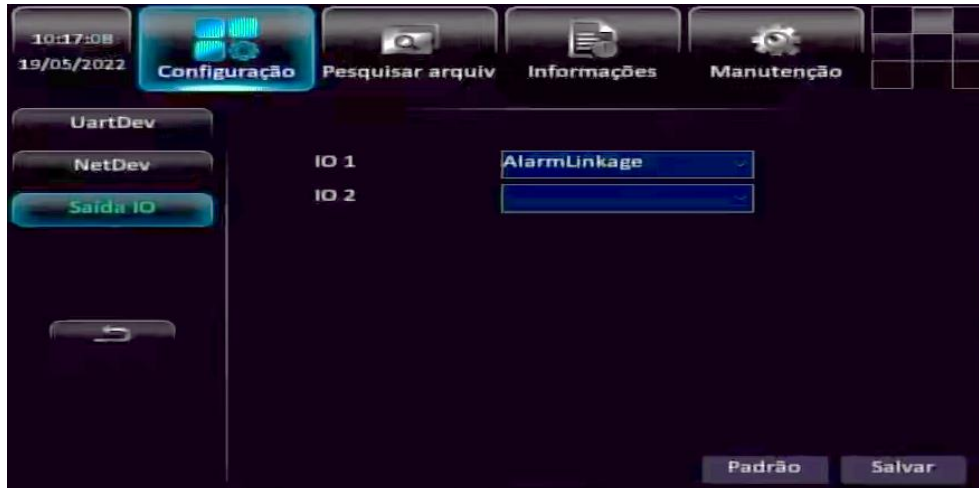 10:17:08
19/05/2022
Configuração
Pesquisar arquiv
Informações
Manutenção
UartDev
NetDev
Saída IO
IO 1
AlarmLinkage
IO 2
Padrão
Salvar